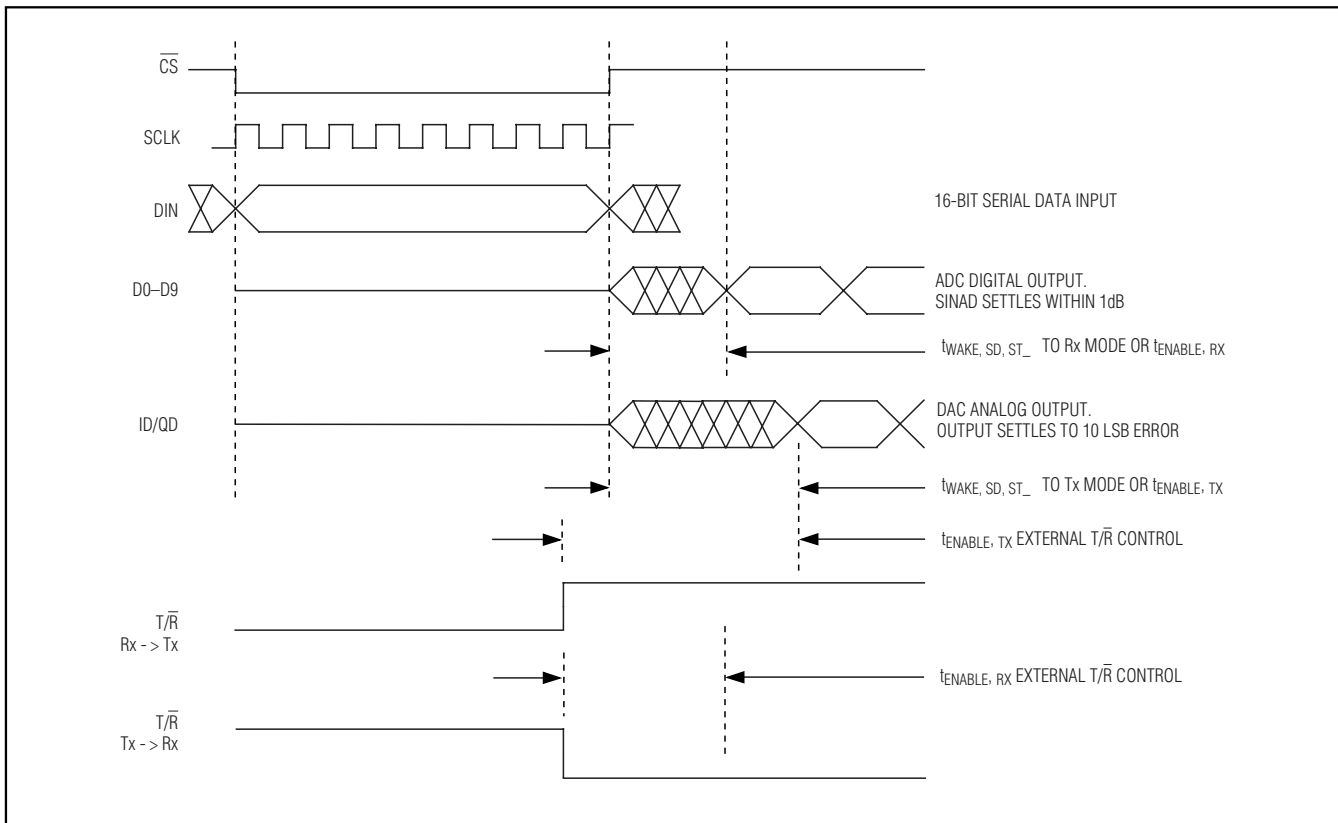 C̅S̅
SCLK
DIN
16-BIT SERIAL DATA INPUT
D0–D9
ADC DIGITAL OUTPUT.
SINAD SETTLES WITHIN 1dB
tWAKE, SD, ST_ TO Rx MODE OR tENABLE, RX
ID/QD
DAC ANALOG OUTPUT.
OUTPUT SETTLES TO 10 LSB ERROR
tWAKE, SD, ST_ TO Tx MODE OR tENABLE, TX
tENABLE, TX EXTERNAL T/R̅ CONTROL
T/R̅
Rx - > Tx
tENABLE, RX EXTERNAL T/R̅ CONTROL
T/R̅
Tx - > Rx